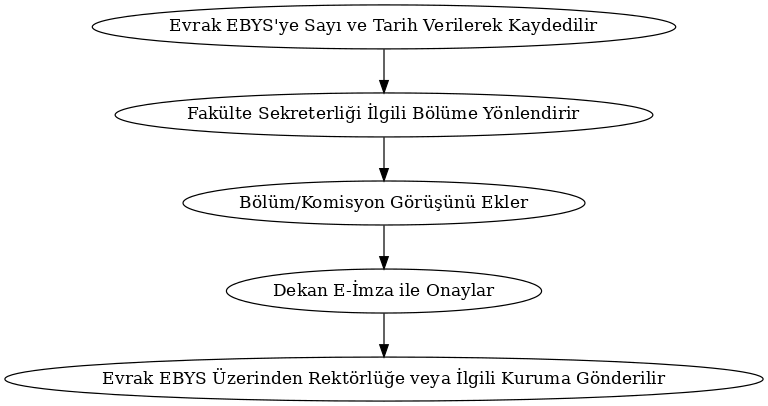 Evrak EBYS'ye Sayı ve Tarih Verilerek Kaydedilir
Fakülte Sekreterliği İlgili Bölüme Yönlendirir
Bölüm/Komisyon Görüşünü Ekler
Dekan E-İmza ile Onaylar
Evrak EBYS Üzerinden Rektörlüğe veya İlgili Kuruma Gönderilir